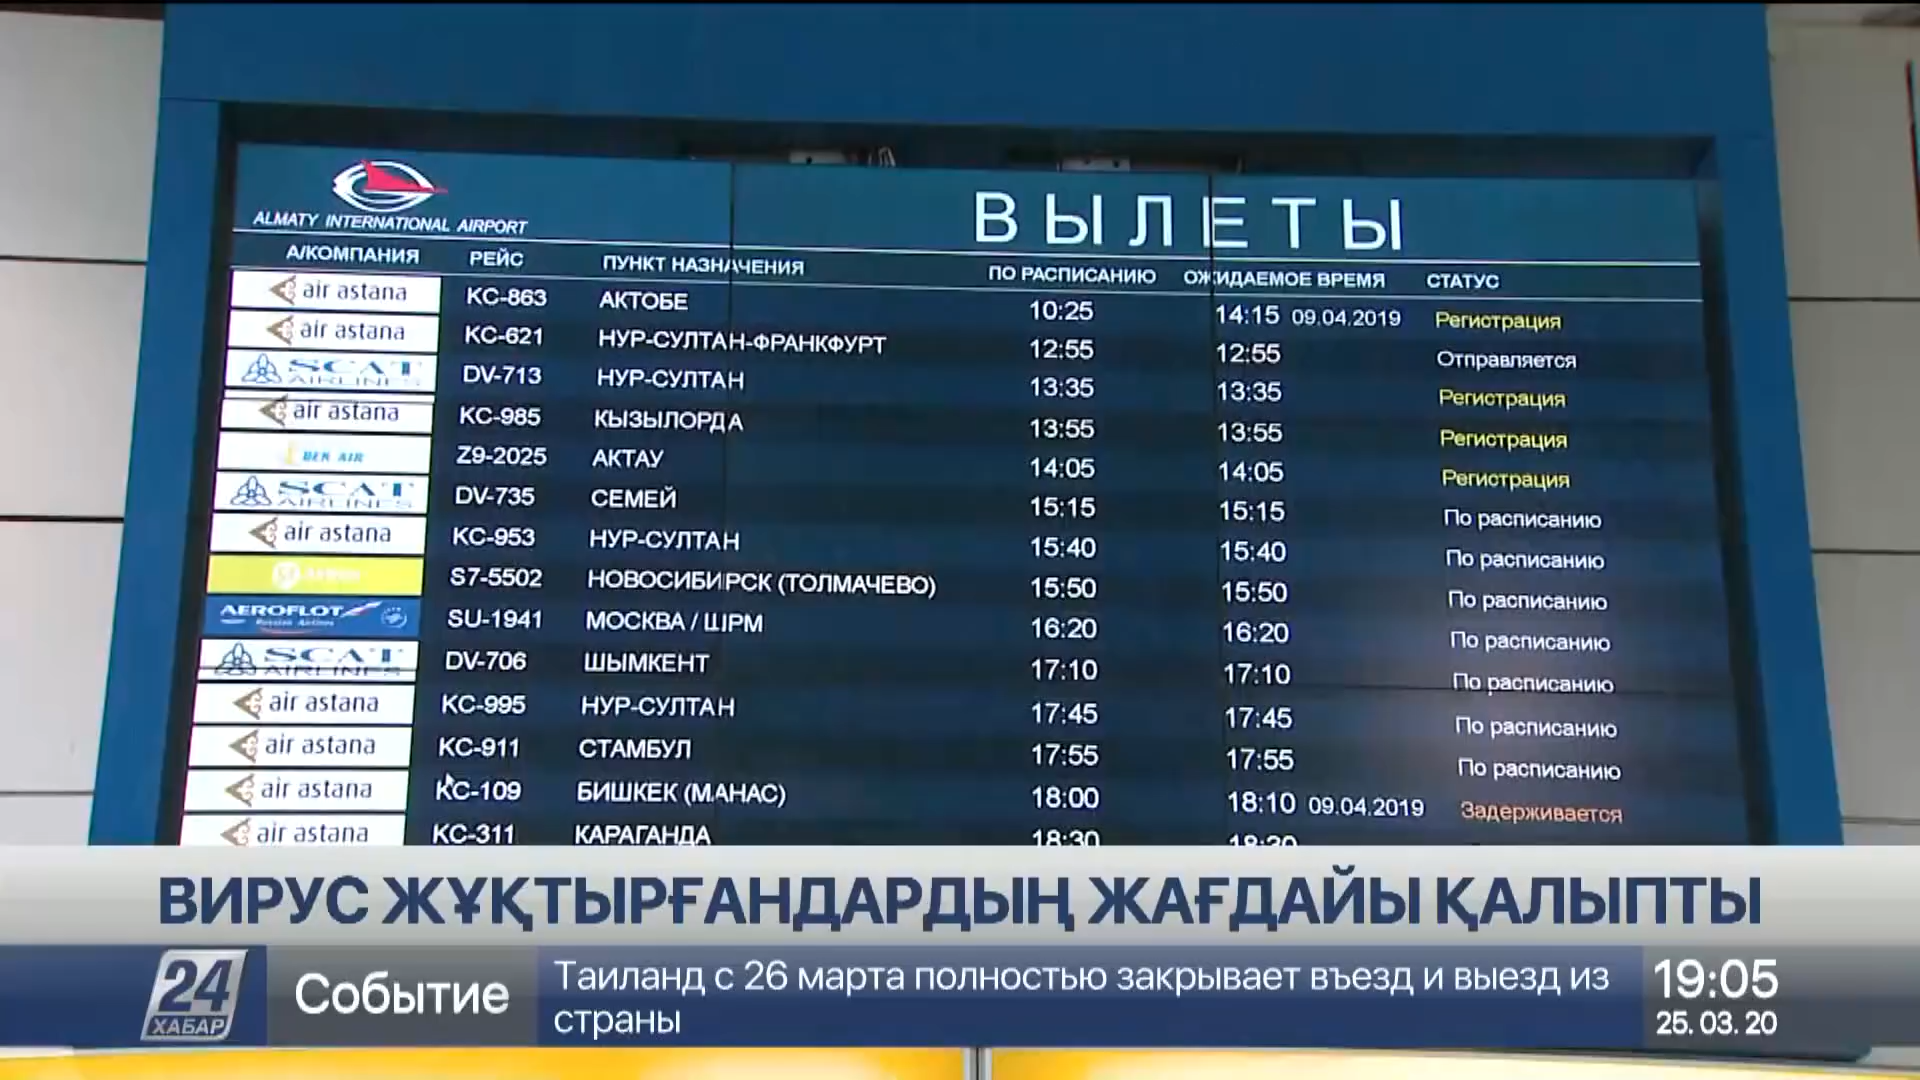 ALMATY INTERNATIONAL AIRPORT
ВЫЛЕТЫ
А/КОМПАНИЯ РЕЙС ПУНКТ НАЗНАЧЕНИЯ ПО РАСПИСАНИЮ ОЖИДАЕМОЕ ВРЕМЯ СТАТУС
air astana KC-863 АКТОБЕ 10:25 14:15 09.04.2019 Регистрация
air astana KC-621 НУР-СУЛТАН-ФРАНКФУРТ 12:55 12:55 Отправляется
SCAT AIRLINES DV-713 НУР-СУЛТАН 13:35 13:35 Регистрация
air astana KC-985 КЫЗЫЛОРДА 13:55 13:55 Регистрация
BEK AIR Z9-2025 АКТАУ 14:05 14:05 Регистрация
SCAT AIRLINES DV-735 СЕМЕЙ 15:15 15:15 По расписанию
air astana KC-953 НУР-СУЛТАН 15:40 15:40 По расписанию
S7-5502 НОВОСИБИРСК (ТОЛМАЧЕВО) 15:50 15:50 По расписанию
AEROFLOT Russian Airlines SU-1941 МОСКВА / ШРМ 16:20 16:20 По расписанию
SCAT AIRLINES DV-706 ШЫМКЕНТ 17:10 17:10 По расписанию
air astana KC-995 НУР-СУЛТАН 17:45 17:45 По расписанию
air astana KC-911 СТАМБУЛ 17:55 17:55 По расписанию
air astana KC-109 БИШКЕК (МАНАС) 18:00 18:10 09.04.2019 Задерживается
air astana KC-311 КАРАГАНДА 18:30 18:30
ВИРУС ЖҰҚТЫРҒАНДАРДЫҢ ЖАҒДАЙЫ ҚАЛЫПТЫ
24 ХАБАР
Событие
Таиланд с 26 марта полностью закрывает въезд и выезд из
страны
19:05
25. 03. 20